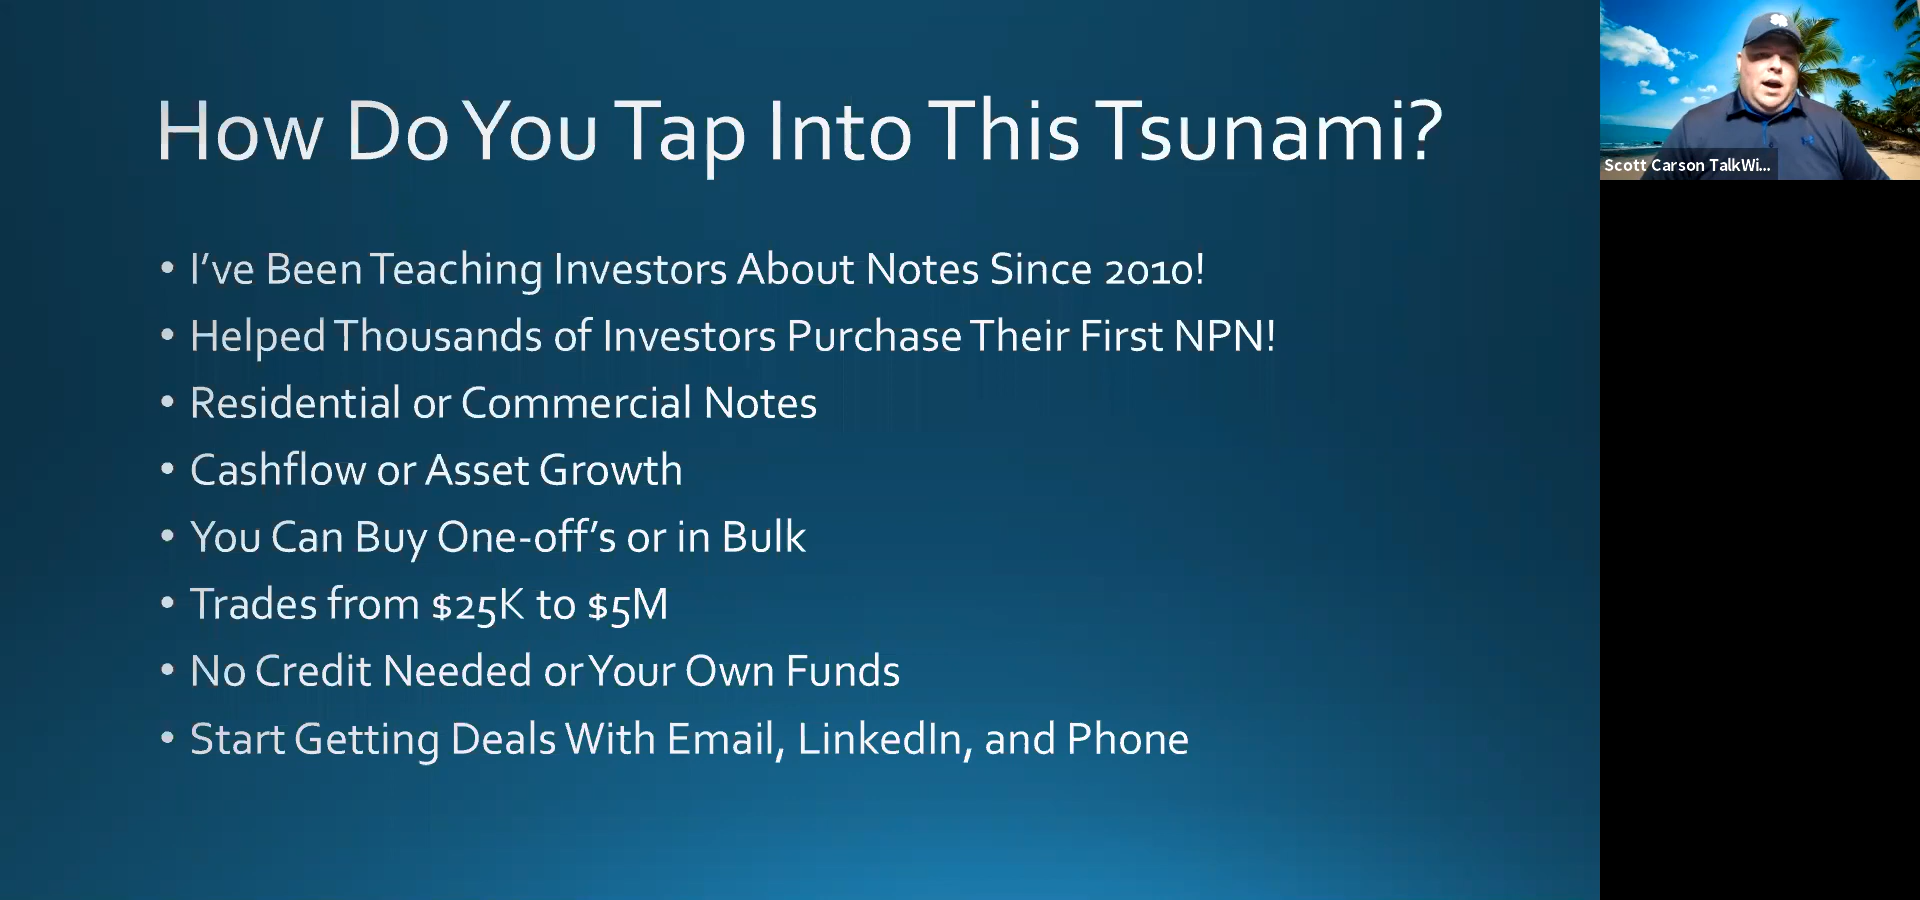 How Do You Tap Into This Tsunami?
• I've Been Teaching Investors About Notes Since 2010!
• Helped Thousands of Investors Purchase Their First NPN!
• Residential or Commercial Notes
• Cashflow or Asset Growth
• You Can Buy One-off's or in Bulk
• Trades from $25K to $5M
• No Credit Needed or Your Own Funds
• Start Getting Deals With Email, LinkedIn, and Phone
Scott Carson TalkWi...